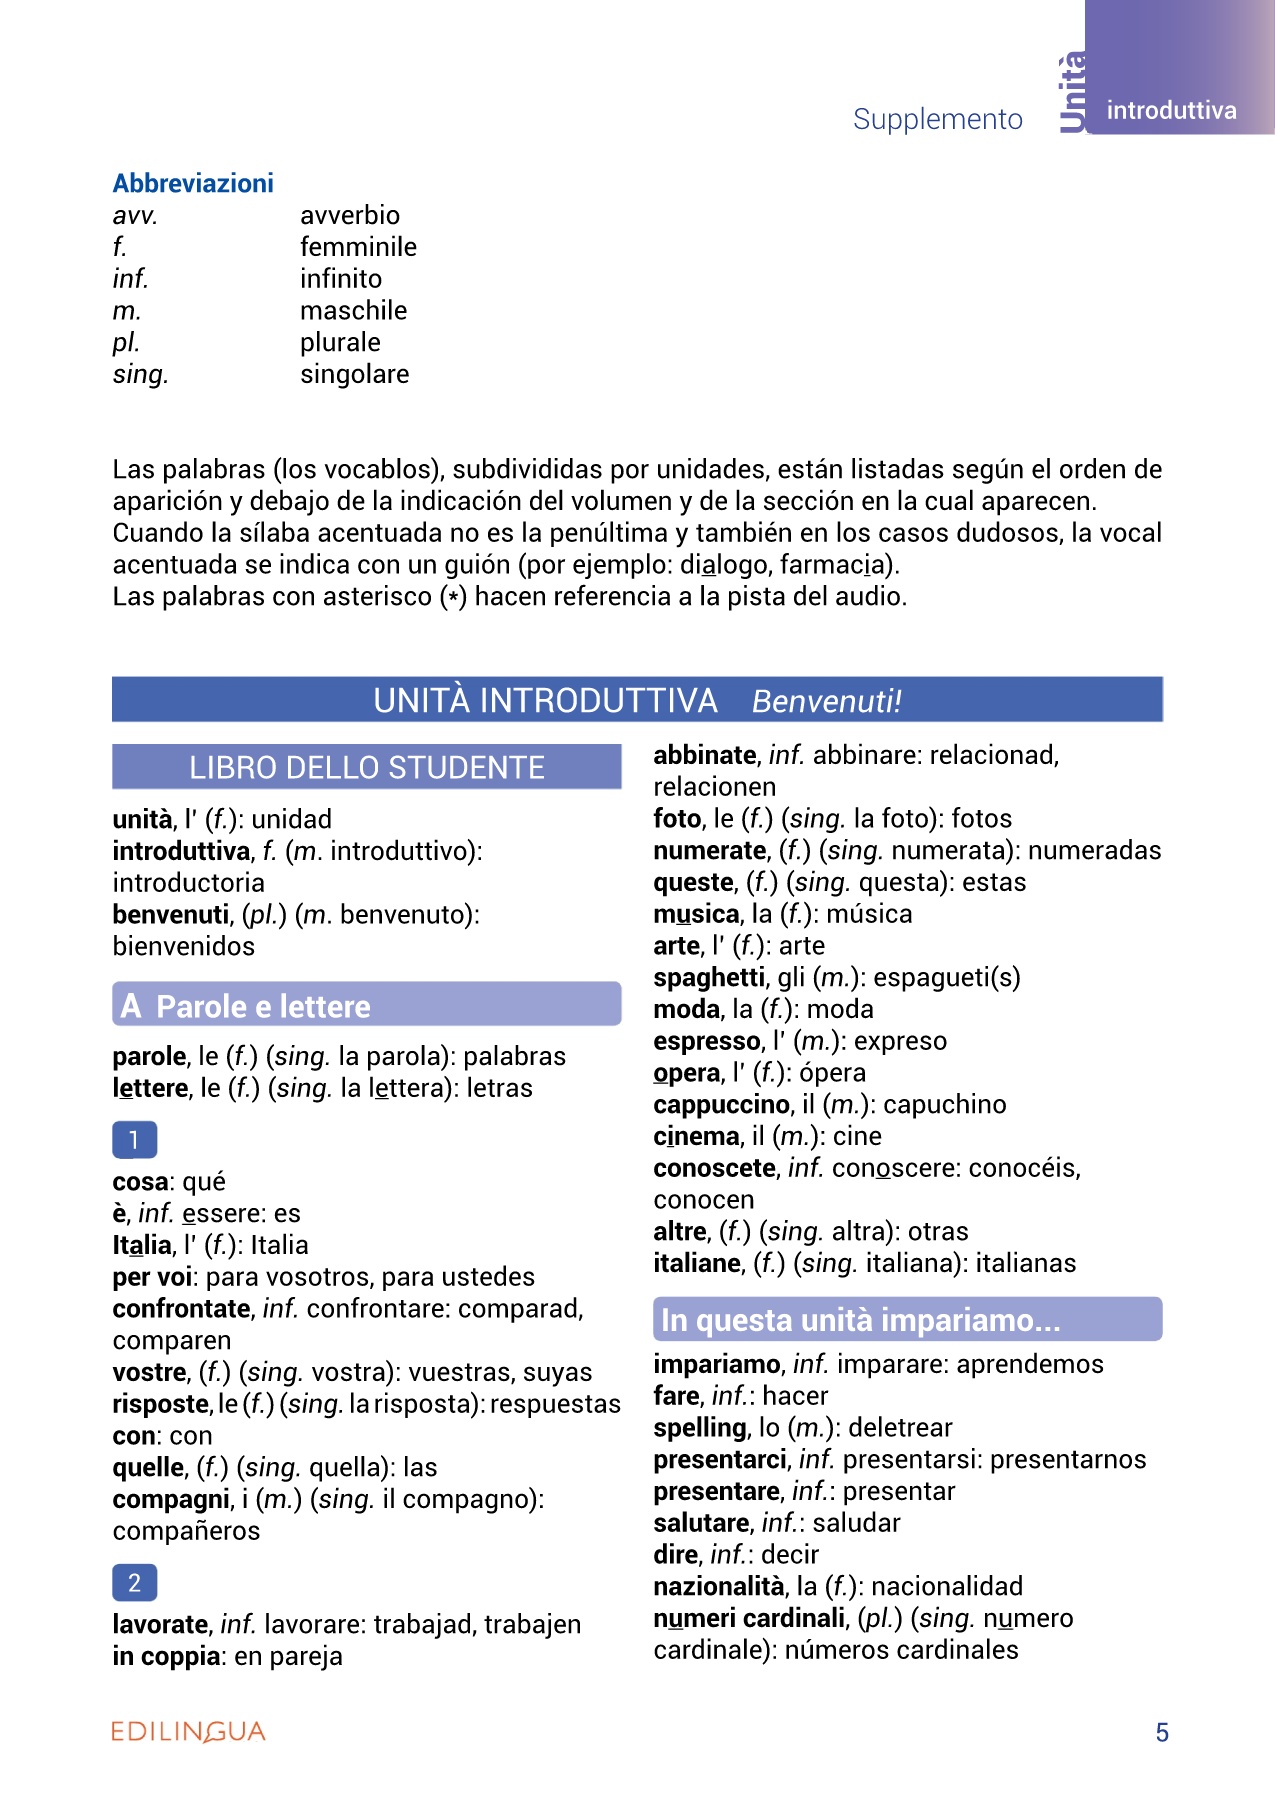 Supplemento
Unità
introduttiva
Abbreviazioni
avv. avverbio
f. femminile
inf. infinito
m. maschile
pl. plurale
sing. singolare
Las palabras (los vocablos), subdivididas por unidades, están listadas según el orden de
aparición y debajo de la indicación del volumen y de la sección en la cual aparecen.
Cuando la sílaba acentuada no es la penúltima y también en los casos dudosos, la vocal
acentuada se indica con un guión (por ejemplo: dialogo, farmacia).
Las palabras con asterisco (*) hacen referencia a la pista del audio.
UNITÀ INTRODUTTIVA Benvenuti!
LIBRO DELLO STUDENTE
unità, l' (f.): unidad
introduttiva, f. (m. introduttivo):
introductoria
benvenuti, (pl.) (m. benvenuto):
bienvenidos
A Parole e lettere
parole, le (f.) (sing. la parola): palabras
lettere, le (f.) (sing. la lettera): letras
1
cosa: qué
è, inf. essere: es
Italia, l' (f.): Italia
per voi: para vosotros, para ustedes
confrontate, inf. confrontare: comparad,
comparen
vostre, (f.) (sing. vostra): vuestras, suyas
risposte, le (f.) (sing. la risposta): respuestas
con: con
quelle, (f.) (sing. quella): las
compagni, i (m.) (sing. il compagno):
compañeros
2
lavorate, inf. lavorare: trabajad, trabajen
in coppia: en pareja
abbinate, inf. abbinare: relacionad,
relacionen
foto, le (f.) (sing. la foto): fotos
numerate, (f.) (sing. numerata): numeradas
queste, (f.) (sing. questa): estas
musica, la (f.): música
arte, l' (f.): arte
spaghetti, gli (m.): espagueti(s)
moda, la (f.): moda
espresso, l' (m.): expreso
opera, l' (f.): ópera
cappuccino, il (m.): capuchino
cinema, il (m.): cine
conoscete, inf. conoscere: conocéis,
conocen
altre, (f.) (sing. altra): otras
italiane, (f.) (sing. italiana): italianas
In questa unità impariamo...
impariamo, inf. imparare: aprendemos
fare, inf.: hacer
spelling, lo (m.): deletrear
presentarci, inf. presentarsi: presentarnos
presentare, inf.: presentar
salutare, inf.: saludar
dire, inf.: decir
nazionalità, la (f.): nacionalidad
numeri cardinali, (pl.) (sing. numero
cardinale): números cardinales
EDILINGUA
5